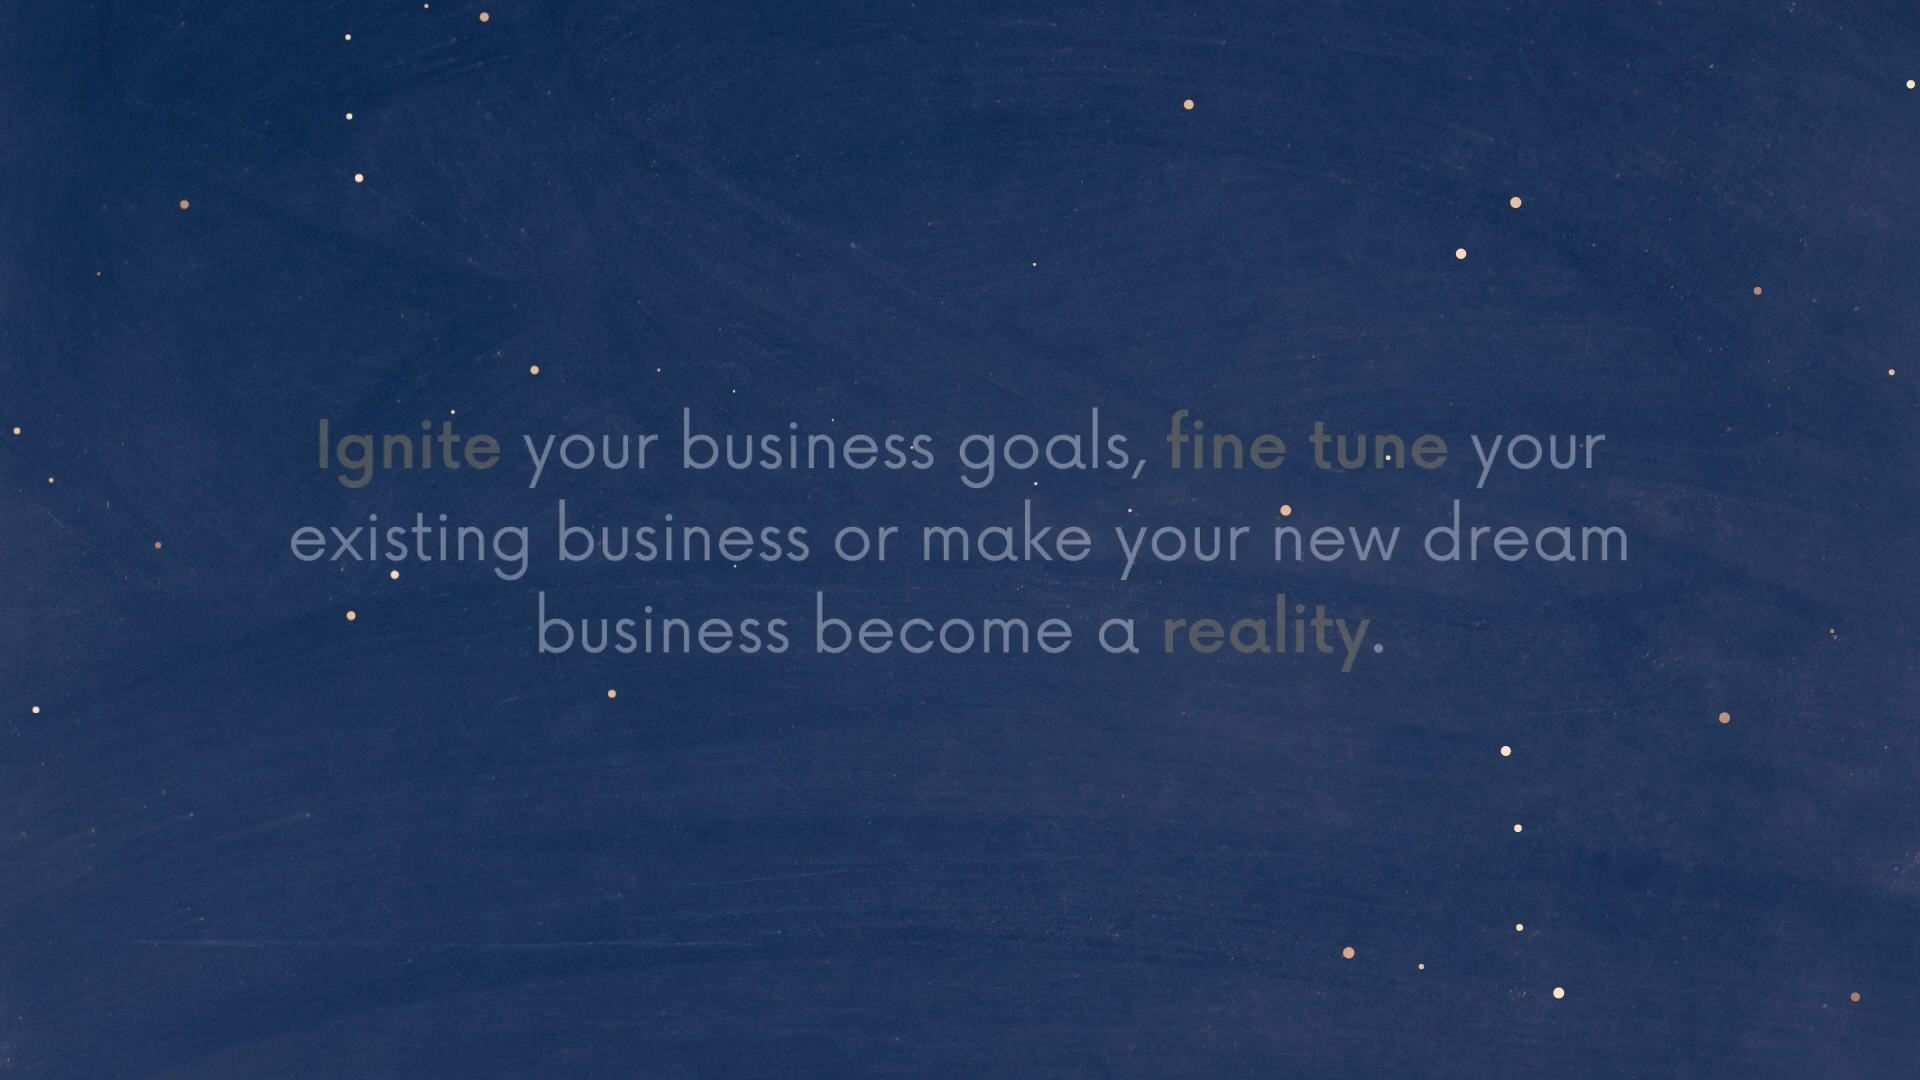 Ignite your business goals, fine tune your
existing business or make your new dream
business become a reality.